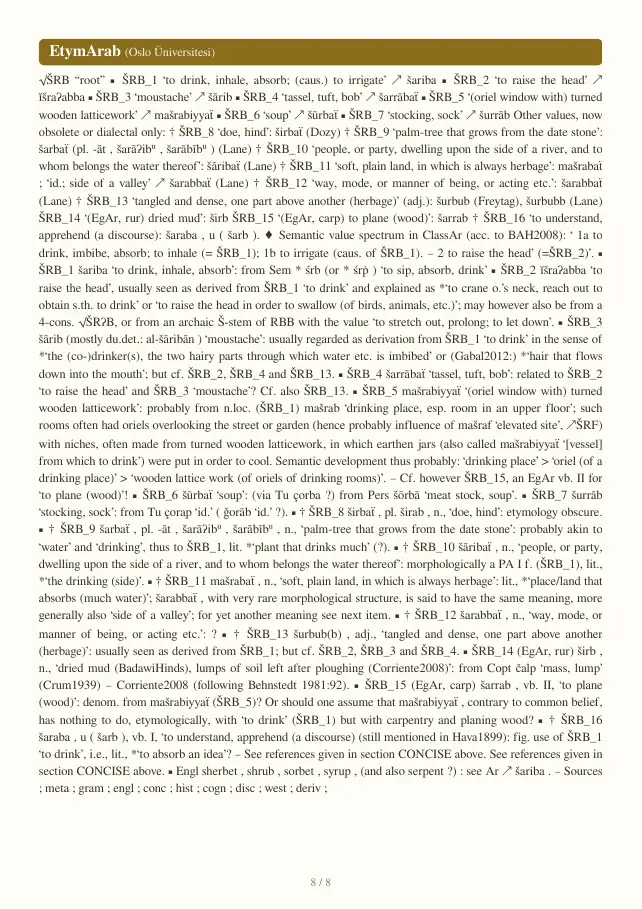 EtymArab (Oslo Üniversitesi)
√ŠRB “root” ▪ ŠRB_1 ‘to drink, inhale, absorb; (caus.) to irrigate’ ↗ šariba ▪ ŠRB_2 ‘to raise the head’ ↗
ĭšraʔabba ▪ ŠRB_3 ‘moustache’ ↗ šārib ▪ ŠRB_4 ‘tassel, tuft, bob’ ↗ šarrābaẗ ▪ ŠRB_5 ‘(oriel window with) turned
wooden latticework’ ↗ mašrabiyyaẗ ▪ ŠRB_6 ‘soup’ ↗ šūrbaẗ ▪ ŠRB_7 ‘stocking, sock’ ↗ šurrāb Other values, now
obsolete or dialectal only: † ŠRB_8 ‘doe, hind’: širbaẗ (Dozy) † ŠRB_9 ‘palm-tree that grows from the date stone’:
šarbaẗ (pl. -āt , šarāʔibᵘ , šarābībᵘ ) (Lane) † ŠRB_10 ‘people, or party, dwelling upon the side of a river, and to
whom belongs the water thereof’: šāribaẗ (Lane) † ŠRB_11 ‘soft, plain land, in which is always herbage’: mašrabaẗ
; ‘id.; side of a valley’ ↗ šarabbaẗ (Lane) † ŠRB_12 ‘way, mode, or manner of being, or acting etc.’: šarabbaẗ
(Lane) † ŠRB_13 ‘tangled and dense, one part above another (herbage)’ (adj.): šurbub (Freytag), šurbubb (Lane)
ŠRB_14 ‘(EgAr, rur) dried mud’: širb ŠRB_15 ‘(EgAr, carp) to plane (wood)’: šarrab † ŠRB_16 ‘to understand,
apprehend (a discourse): šaraba , u ( šarb ). ♦ Semantic value spectrum in ClassAr (acc. to BAH2008): ‘ 1a to
drink, imbibe, absorb; to inhale (= ŠRB_1); 1b to irrigate (caus. of ŠRB_1). – 2 to raise the head’ (=ŠRB_2)’. ▪
ŠRB_1 šariba ‘to drink, inhale, absorb’: from Sem * śrb (or * śrṗ ) ‘to sip, absorb, drink’ ▪ ŠRB_2 ĭšraʔabba ‘to
raise the head’, usually seen as derived from ŠRB_1 ‘to drink’ and explained as *‘to crane o.’s neck, reach out to
obtain s.th. to drink’ or ‘to raise the head in order to swallow (of birds, animals, etc.)’; may however also be from a
4-cons. √ŠRʔB, or from an archaic Š-stem of RBB with the value ‘to stretch out, prolong; to let down’. ▪ ŠRB_3
šārib (mostly du.det.: al-šāribān ) ‘moustache’: usually regarded as derivation from ŠRB_1 ‘to drink’ in the sense of
*‘the (co-)drinker(s), the two hairy parts through which water etc. is imbibed’ or (Gabal2012:) *‘hair that flows
down into the mouth’; but cf. ŠRB_2, ŠRB_4 and ŠRB_13. ▪ ŠRB_4 šarrābaẗ ‘tassel, tuft, bob’: related to ŠRB_2
‘to raise the head’ and ŠRB_3 ‘moustache’? Cf. also ŠRB_13. ▪ ŠRB_5 mašrabiyyaẗ ‘(oriel window with) turned
wooden latticework’: probably from n.loc. (ŠRB_1) mašrab ‘drinking place, esp. room in an upper floor’; such
rooms often had oriels overlooking the street or garden (hence probably influence of mašraf ‘elevated site’, ↗ŠRF)
with niches, often made from turned wooden latticework, in which earthen jars (also called mašrabiyyaẗ ‘[vessel]
from which to drink’) were put in order to cool. Semantic development thus probably: ‘drinking place’ > ‘oriel (of a
drinking place)’ > ‘wooden lattice work (of oriels of drinking rooms)’. – Cf. however ŠRB_15, an EgAr vb. II for
‘to plane (wood)’! ▪ ŠRB_6 šūrbaẗ ‘soup’: (via Tu çorba ?) from Pers šōrbā ‘meat stock, soup’. ▪ ŠRB_7 šurrāb
‘stocking, sock’: from Tu çorap ‘id.’ ( ǧorāb ‘id.’ ?). ▪ † ŠRB_8 širbaẗ , pl. širab , n., ‘doe, hind’: etymology obscure.
▪ † ŠRB_9 šarbaẗ , pl. -āt , šarāʔibᵘ , šarābībᵘ , n., ‘palm-tree that grows from the date stone’: probably akin to
‘water’ and ‘drinking’, thus to ŠRB_1, lit. *‘plant that drinks much’ (?). ▪ † ŠRB_10 šāribaẗ , n., ‘people, or party,
dwelling upon the side of a river, and to whom belongs the water thereof’: morphologically a PA I f. (ŠRB_1), lit.,
*‘the drinking (side)’. ▪ † ŠRB_11 mašrabaẗ , n., ‘soft, plain land, in which is always herbage’: lit., *‘place/land that
absorbs (much water)’; šarabbaẗ, with very rare morphological structure, is said to have the same meaning, more
generally also ‘side of a valley’; for yet another meaning see next item. ▪ † ŠRB_12 šarabbaẗ , n., ‘way, mode, or
manner of being, or acting etc.’: ? ▪ † ŠRB_13 šurbub(b) , adj., ‘tangled and dense, one part above another
(herbage)’: usually seen as derived from ŠRB_1; but cf. ŠRB_2, ŠRB_3 and ŠRB_4. ▪ ŠRB_14 (EgAr, rur) širb ,
n., ‘dried mud (BadawiHinds), lumps of soil left after ploughing (Corriente2008)’: from Copt čalp ‘mass, lump’
(Crum1939) – Corriente2008 (following Behnstedt 1981:92). ▪ ŠRB_15 (EgAr, carp) šarrab , vb. II, ‘to plane
(wood)’: denom. from mašrabiyyaẗ (ŠRB_5)? Or should one assume that mašrabiyyaẗ , contrary to common belief,
has nothing to do, etymologically, with ‘to drink’ (ŠRB_1) but with carpentry and planing wood? ▪ † ŠRB_16
šaraba , u ( šarb ), vb. I, ‘to understand, apprehend (a discourse) (still mentioned in Hava1899): fig. use of ŠRB_1
‘to drink’, i.e., lit., *‘to absorb an idea’? – See references given in section CONCISE above. See references given in
section CONCISE above. ▪ Engl sherbet , shrub , sorbet , syrup , (and also serpent ?) : see Ar ↗ šariba . – Sources
; meta ; gram ; engl ; conc ; hist ; cogn ; disc ; west ; deriv ;
8 / 8